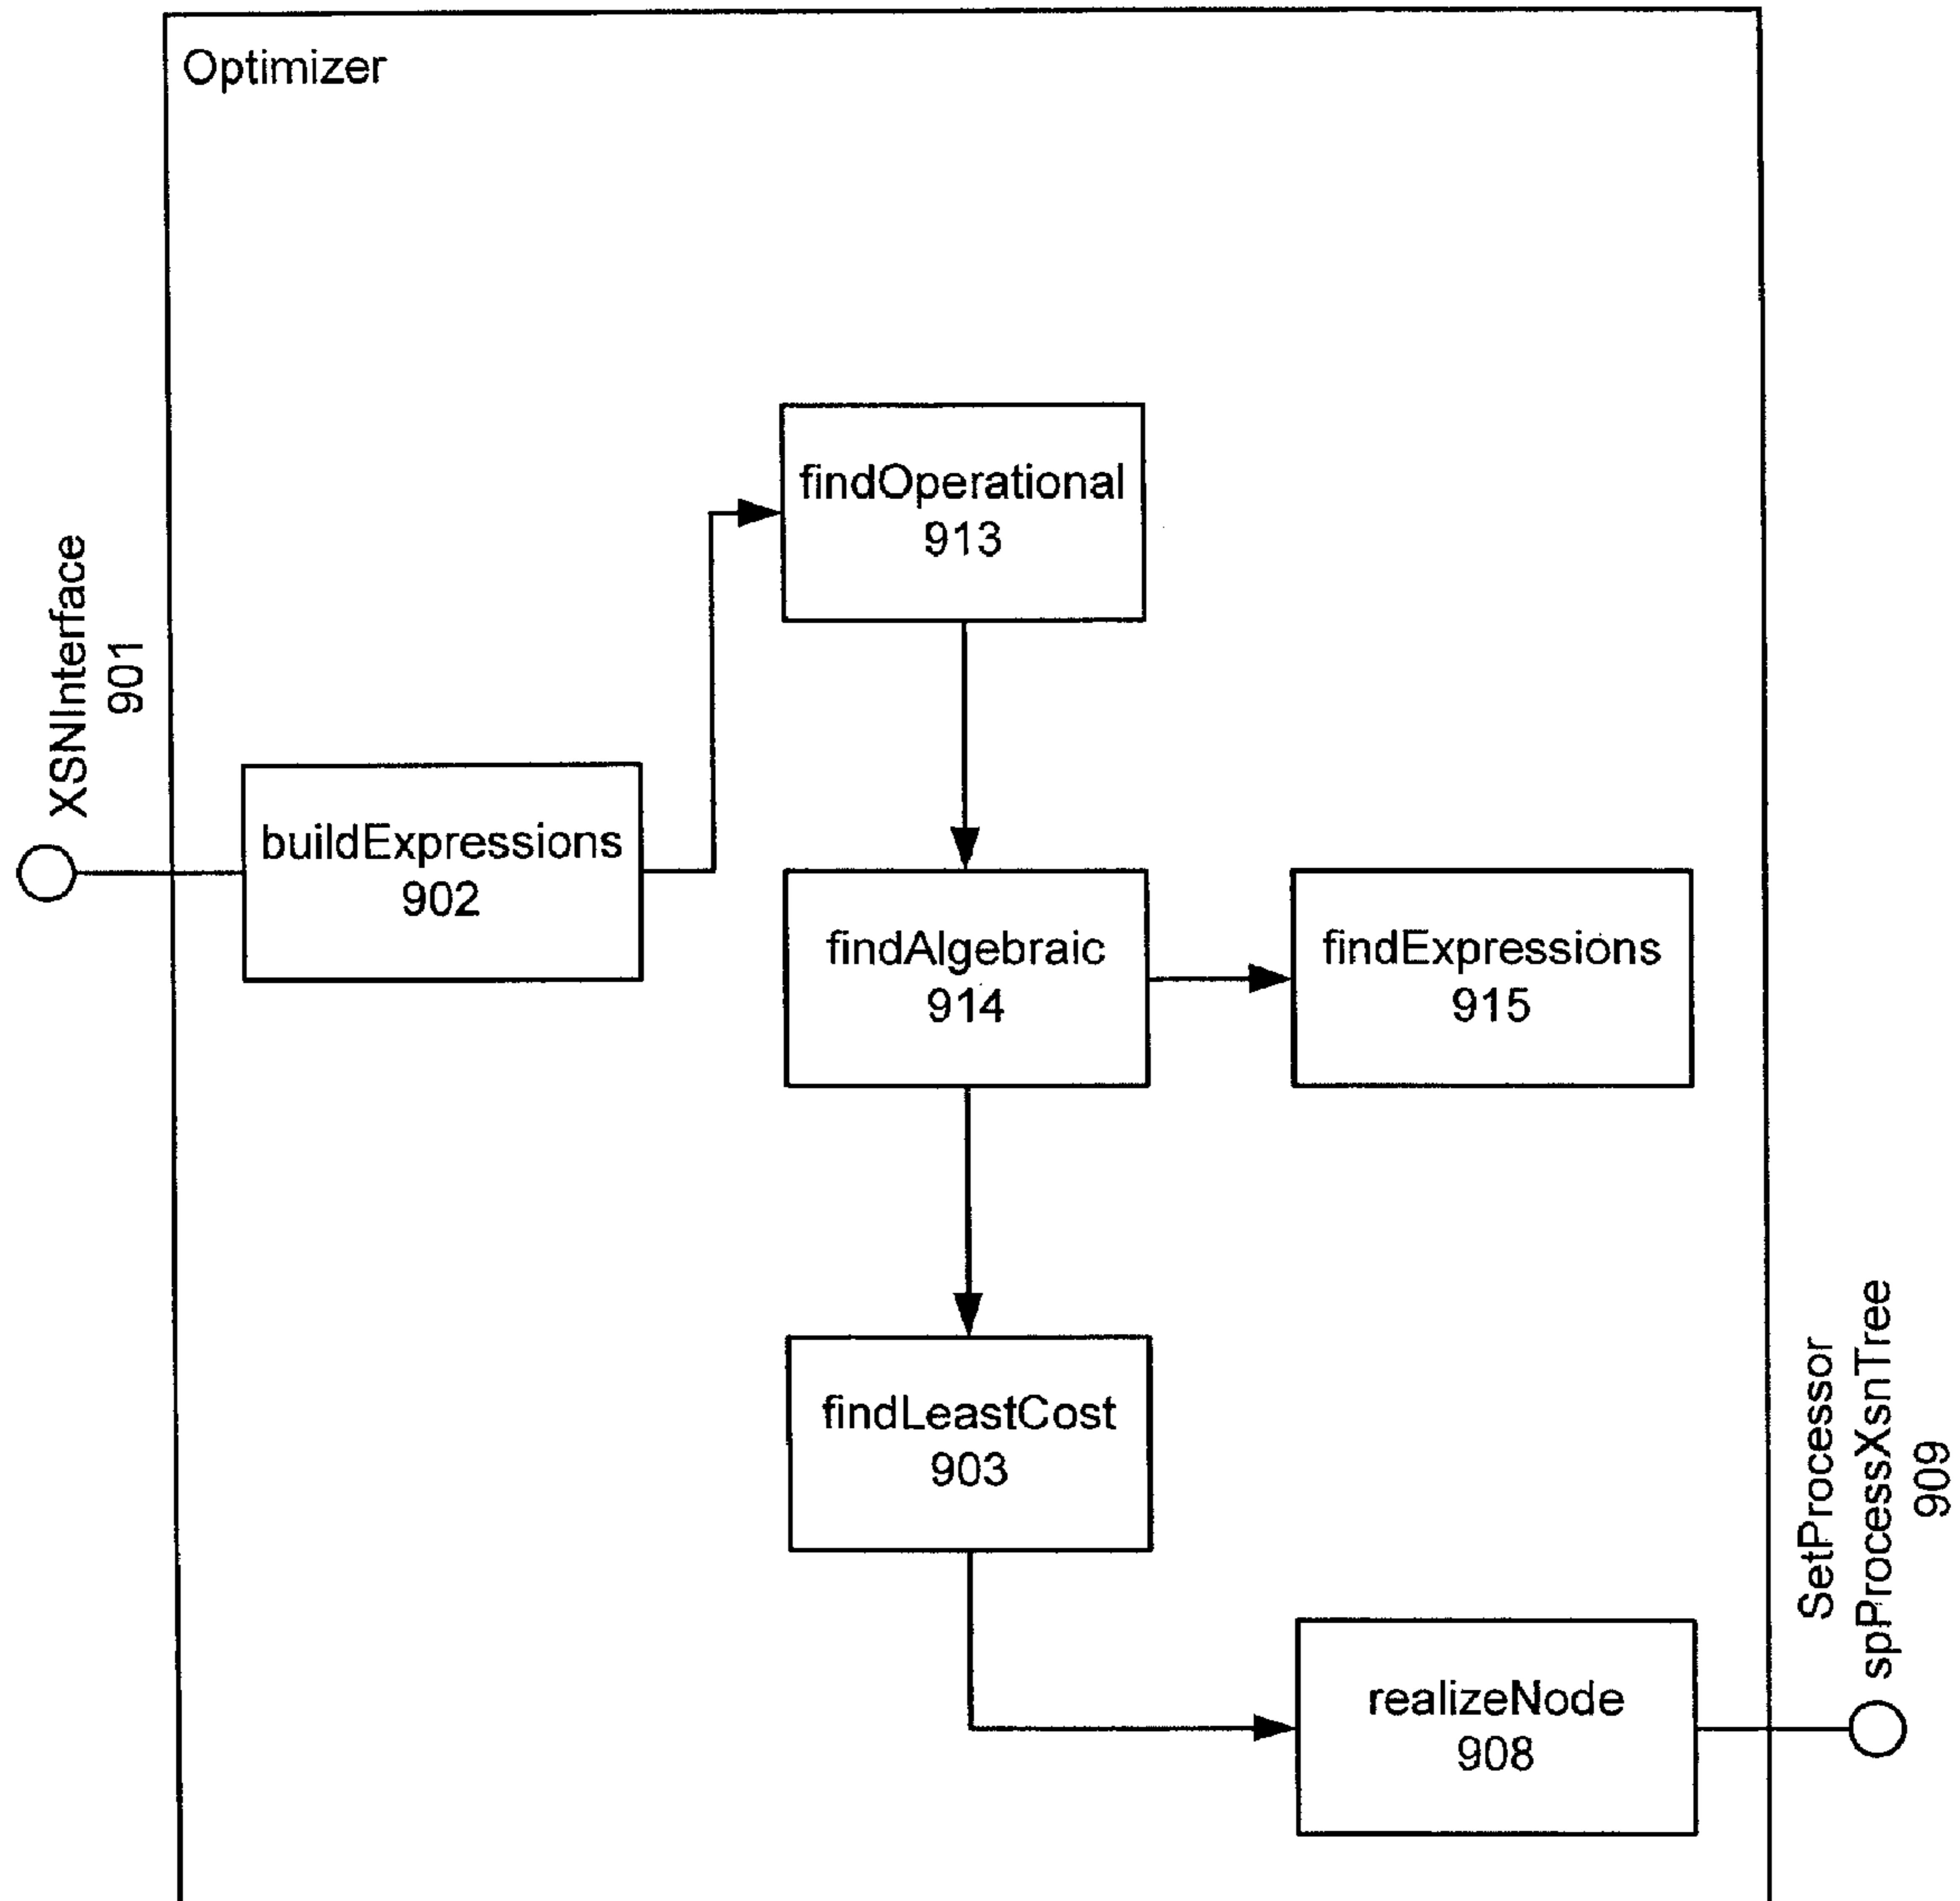 Optimizer
XSNInterface
901
buildExpressions
902
findOperational
913
findAlgebraic
914
findExpressions
915
findLeastCost
903
realizeNode
908
SetProcessor
spProcessXsnTree
909